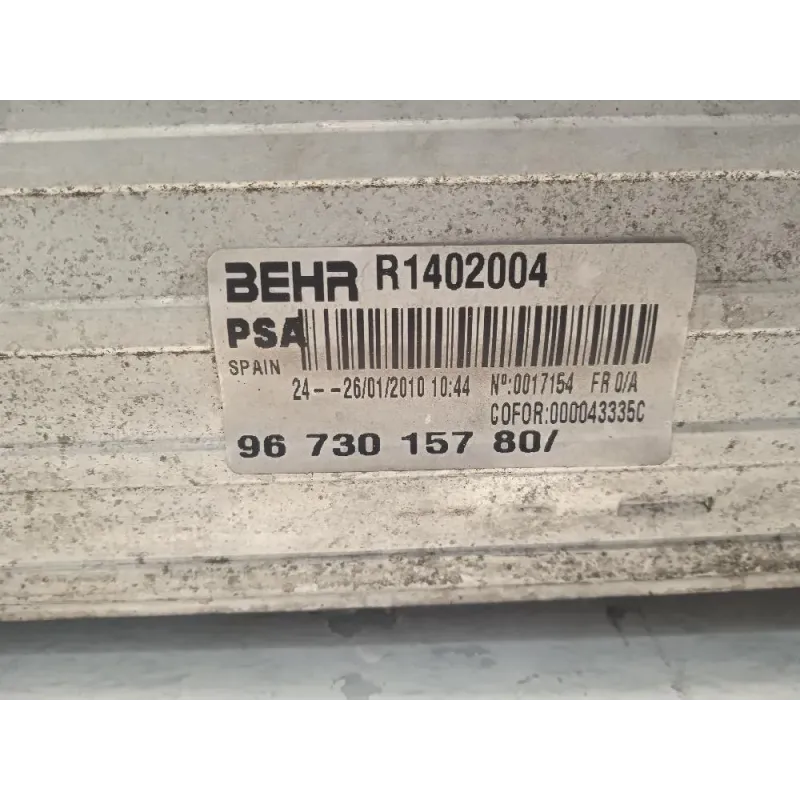 BEHR R1402004
PSA
SPAIN
24--26/01/2010 10:44 Nº:0017154 FR 0/A
COFOR:000043335C
96 730 157 80/